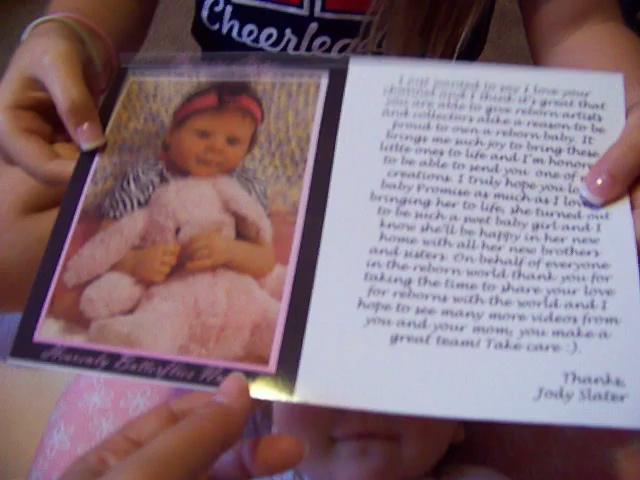 Cheerlea
I just wanted to say I love your
channel and I think it's great that
you are able to give reborn artists
and collectors alike a reason to be
proud to own a reborn baby. It
brings me such joy to bring these
little ones to life and I'm honored
to be able to send you one of my
creations. I truly hope you love
baby Promise as much as I loved
bringing her to life, she turned out
to be such a sweet baby girl and I
know she'll be happy in her new
home with all her new brothers
and sisters. On behalf of everyone
in the reborn world thank you for
taking the time to share your love
for reborns with the world and I
hope to see many more videos from
you and your mom, you make a
great team! Take care :).
Thanks,
Jody Slater
Heavenly Butterflies